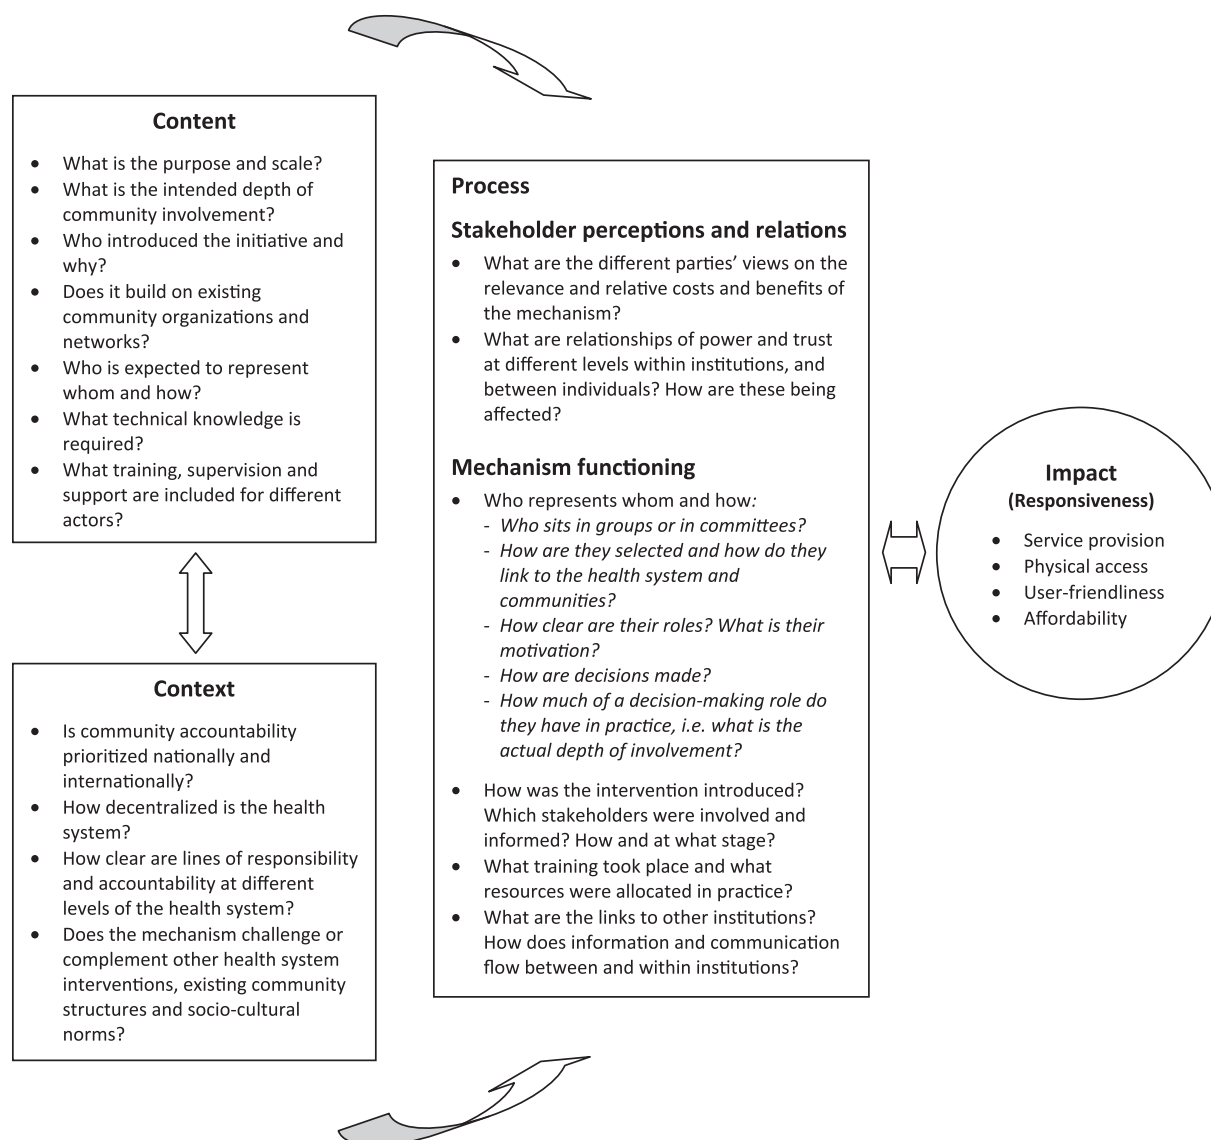 Content
• What is the purpose and scale?
• What is the intended depth of
community involvement?
• Who introduced the initiative and
why?
• Does it build on existing
community organizations and
networks?
• Who is expected to represent
whom and how?
• What technical knowledge is
required?
• What training, supervision and
support are included for different
actors?
Context
• Is community accountability
prioritized nationally and
internationally?
• How decentralized is the health
system?
• How clear are lines of responsibility
and accountability at different
levels of the health system?
• Does the mechanism challenge or
complement other health system
interventions, existing community
structures and socio-cultural
norms?
Process
Stakeholder perceptions and relations
• What are the different parties’ views on the
relevance and relative costs and benefits of
the mechanism?
• What are relationships of power and trust
at different levels within institutions, and
between individuals? How are these being
affected?
Mechanism functioning
• Who represents whom and how:
- Who sits in groups or in committees?
- How are they selected and how do they
link to the health system and
communities?
- How clear are their roles? What is their
motivation?
- How are decisions made?
- How much of a decision-making role do
they have in practice, i.e. what is the
actual depth of involvement?
• How was the intervention introduced?
Which stakeholders were involved and
informed? How and at what stage?
• What training took place and what
resources were allocated in practice?
• What are the links to other institutions?
How does information and communication
flow between and within institutions?
Impact
(Responsiveness)
• Service provision
• Physical access
• User-friendliness
• Affordability